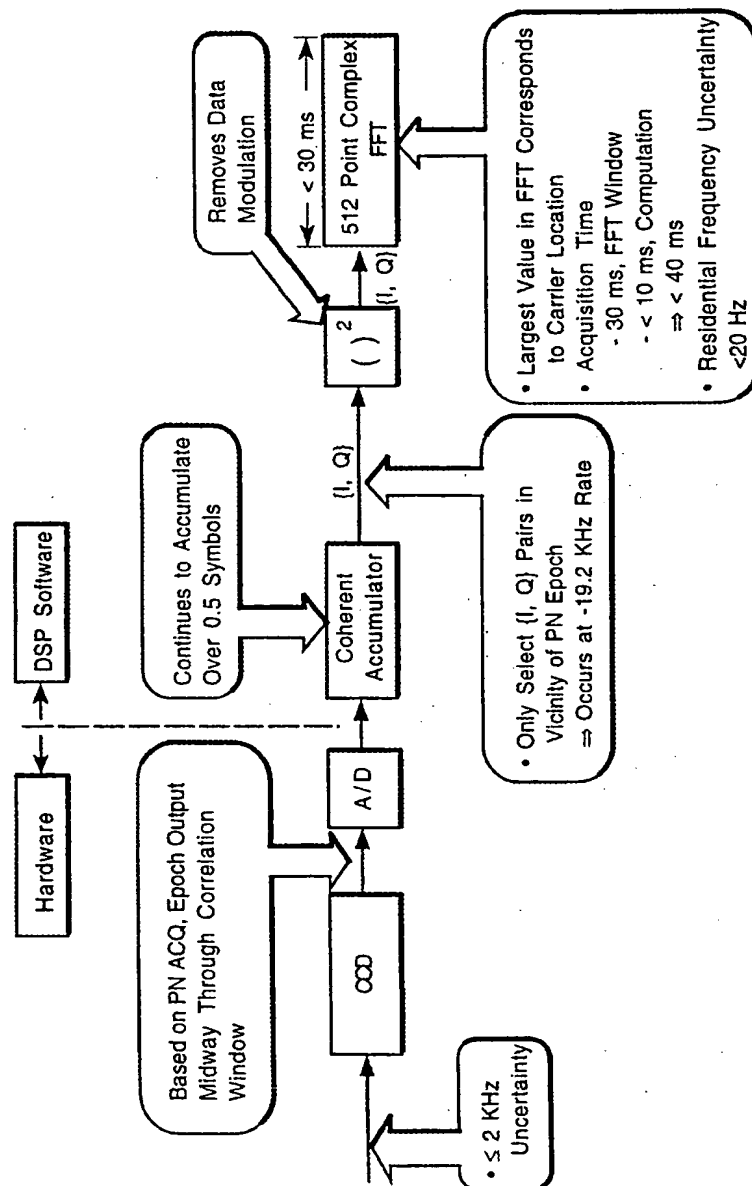 Hardware
DSP Software
Based on PN ACQ, Epoch Output
Midway Through Correlation
Window
Continues to Accumulate
Over 0.5 Symbols
Removes Data
Modulation
CCD
A/D
Coherent
Accumulator
{I, Q}
( )²
{I, Q}
< 30 ms
512 Point Complex
FFT
• ≤ 2 KHz
Uncertainty
• Only Select {I, Q} Pairs in
Vicinity of PN Epoch
⇒ Occurs at -19.2 KHz Rate
• Largest Value in FFT Corresponds
to Carrier Location
• Acquisition Time
- 30 ms, FFT Window
- < 10 ms, Computation
⇒ < 40 ms
• Residential Frequency Uncertainty
<20 Hz